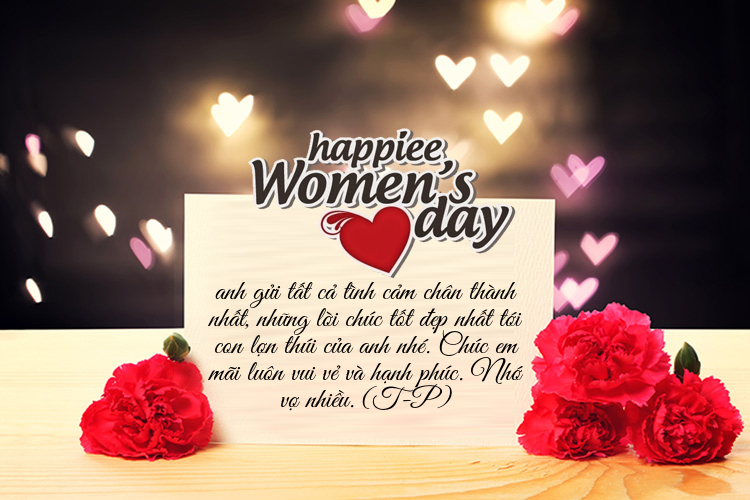 happiee
Women's
day
anh gửi tất cả tình cảm chân thành
nhất, những lời chúc tốt đẹp nhất tới
con lợn thúi của anh nhé. Chúc em
mãi luôn vui vẻ và hạnh phúc. Nhớ
vợ nhiều. (T-P)